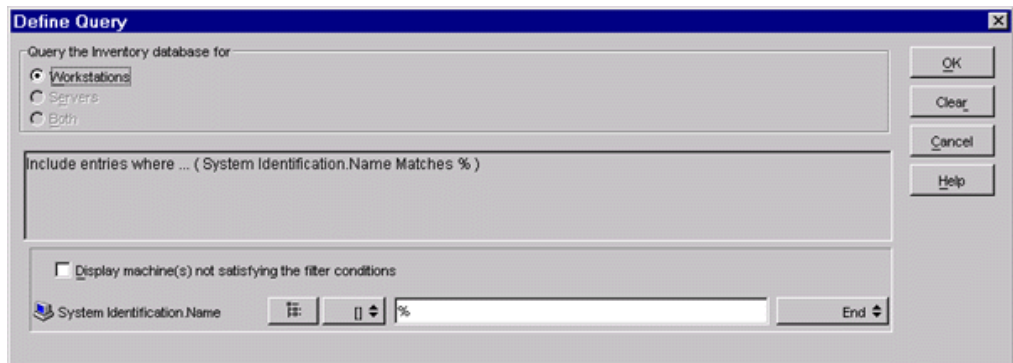 Define Query
Query the Inventory database for
Workstations
Servers
Both
OK
Clear
Cancel
Help
Include entries where ... ( System Identification.Name Matches % )
Display machine(s) not satisfying the filter conditions
System Identification.Name [] % End